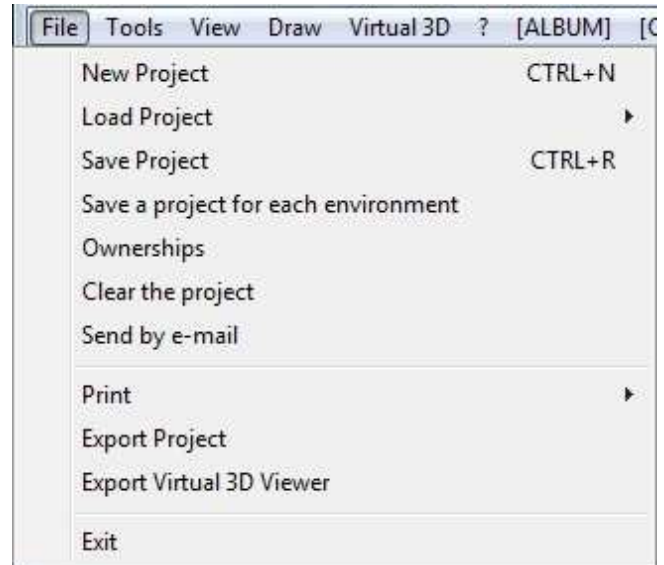 File Tools View Draw Virtual 3D ? [ALBUM]
New Project CTRL+N
Load Project
Save Project CTRL+R
Save a project for each environment
Ownerships
Clear the project
Send by e-mail
Print
Export Project
Export Virtual 3D Viewer
Exit